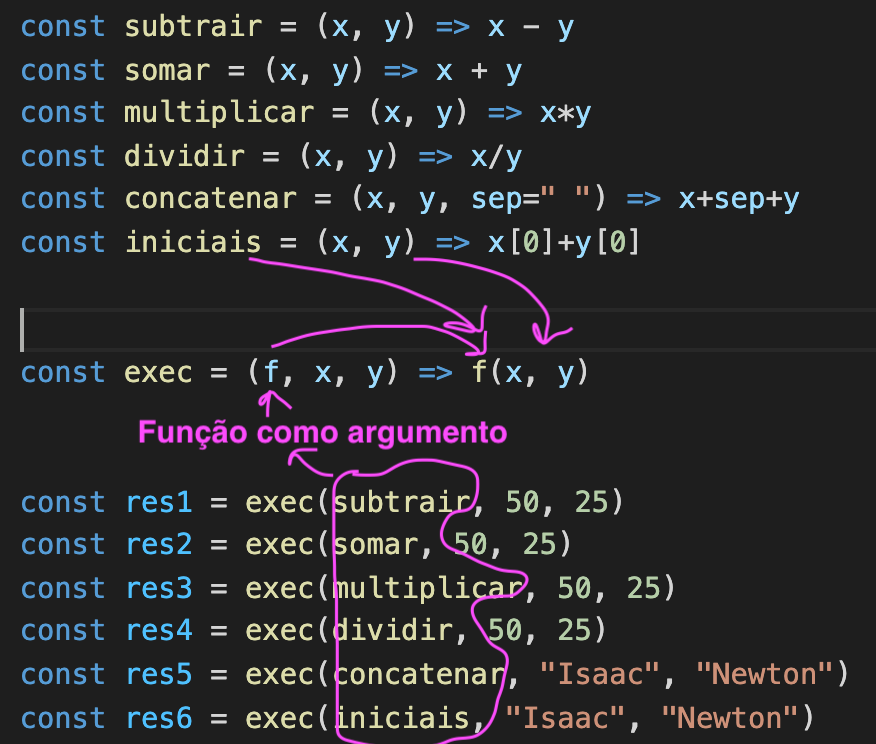 const subtrair = (x, y) => x - y
const somar = (x, y) => x + y
const multiplicar = (x, y) => x*y
const dividir = (x, y) => x/y
const concatenar = (x, y, sep=" ") => x+sep+y
const iniciais = (x, y) => x[0]+y[0]
const exec = (f, x, y) => f(x, y)
Função como argumento
const res1 = exec(subtrair, 50, 25)
const res2 = exec(somar, 50, 25)
const res3 = exec(multiplicar, 50, 25)
const res4 = exec(dividir, 50, 25)
const res5 = exec(concatenar, "Isaac", "Newton")
const res6 = exec(iniciais, "Isaac", "Newton")